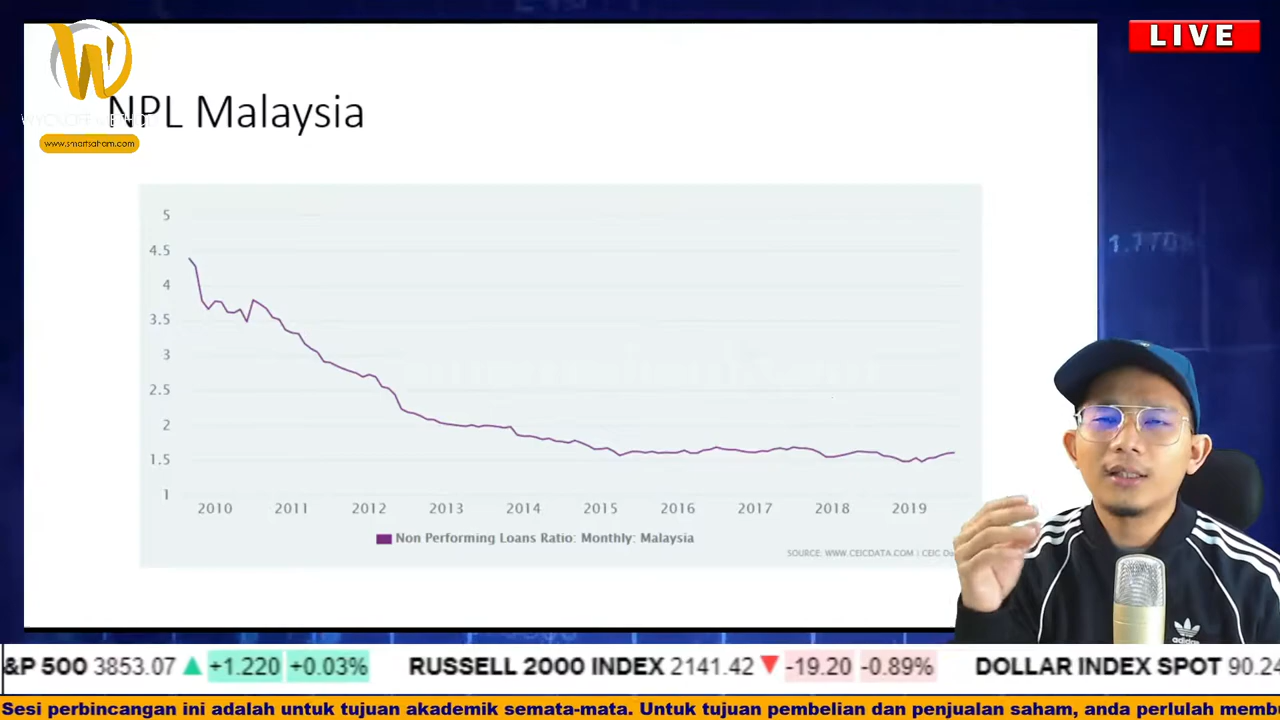 LIVE
NPL Malaysia
WYCKOFF METHOD
www.smartsaham.com
5
4.5
4
3.5
3
2.5
2
1.5
1
2010 2011 2012 2013 2014 2015 2016 2017 2018 2019
Non Performing Loans Ratio: Monthly: Malaysia
SOURCE: WWW.CEICDATA.COM | CEIC
adidas
&P 500 3853.07 ▲ +1.220 +0.03% RUSSELL 2000 INDEX 2141.42 ▼ -19.20 -0.89% DOLLAR INDEX SPOT 90.24
Sesi perbincangan ini adalah untuk tujuan akademik semata-mata. Untuk tujuan pembelian dan penjualan saham, anda perlulah memb